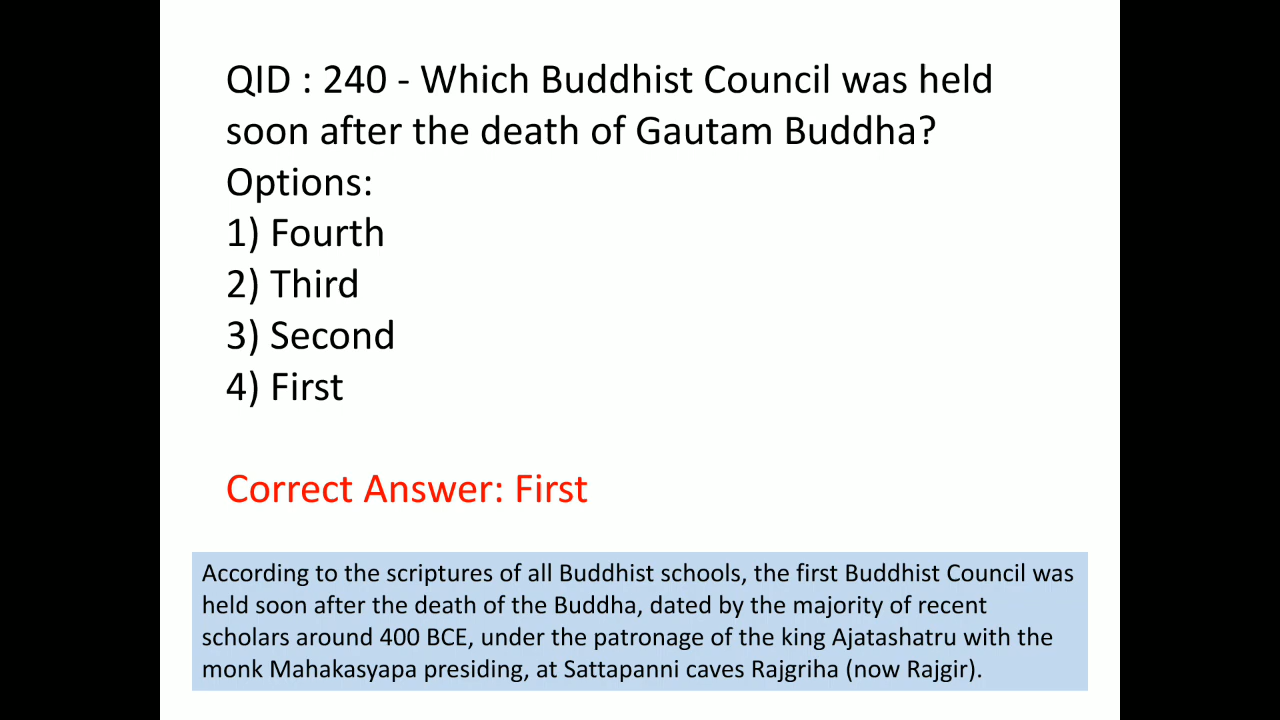 QID : 240 - Which Buddhist Council was held
soon after the death of Gautam Buddha?
Options:
1) Fourth
2) Third
3) Second
4) First
Correct Answer: First
According to the scriptures of all Buddhist schools, the first Buddhist Council was
held soon after the death of the Buddha, dated by the majority of recent
scholars around 400 BCE, under the patronage of the king Ajatashatru with the
monk Mahakasyapa presiding, at Sattapanni caves Rajgriha (now Rajgir).